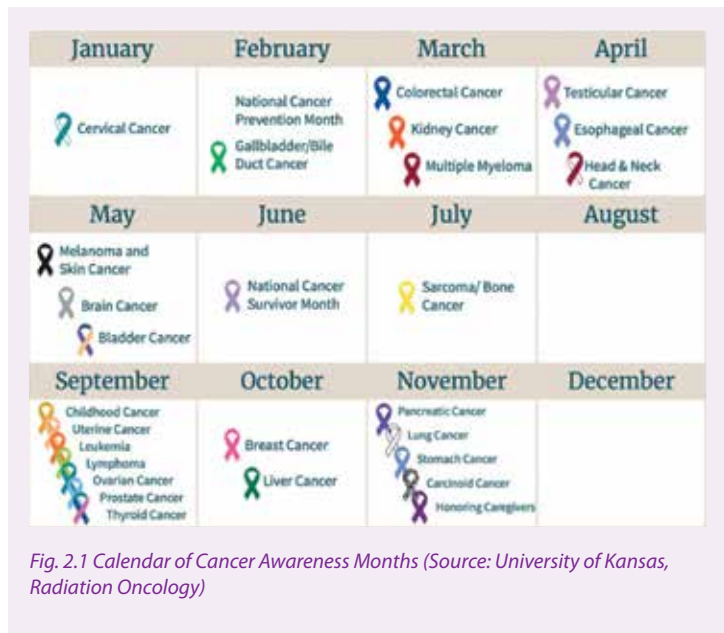 January
February
March
April
Cervical Cancer
National Cancer
Prevention Month
Gallbladder/Bile
Duct Cancer
Colorectal Cancer
Kidney Cancer
Multiple Myeloma
Testicular Cancer
Esophageal Cancer
Head & Neck
Cancer
May
June
July
August
Melanoma and
Skin Cancer
Brain Cancer
Bladder Cancer
National Cancer
Survivor Month
Sarcoma/ Bone
Cancer
September
October
November
December
Childhood Cancer
Uterine Cancer
Leukemia
Lymphoma
Ovarian Cancer
Prostate Cancer
Thyroid Cancer
Breast Cancer
Liver Cancer
Pancreatic Cancer
Lung Cancer
Stomach Cancer
Carcinoid Cancer
Honoring Caregivers
Fig. 2.1 Calendar of Cancer Awareness Months (Source: University of Kansas,
Radiation Oncology)